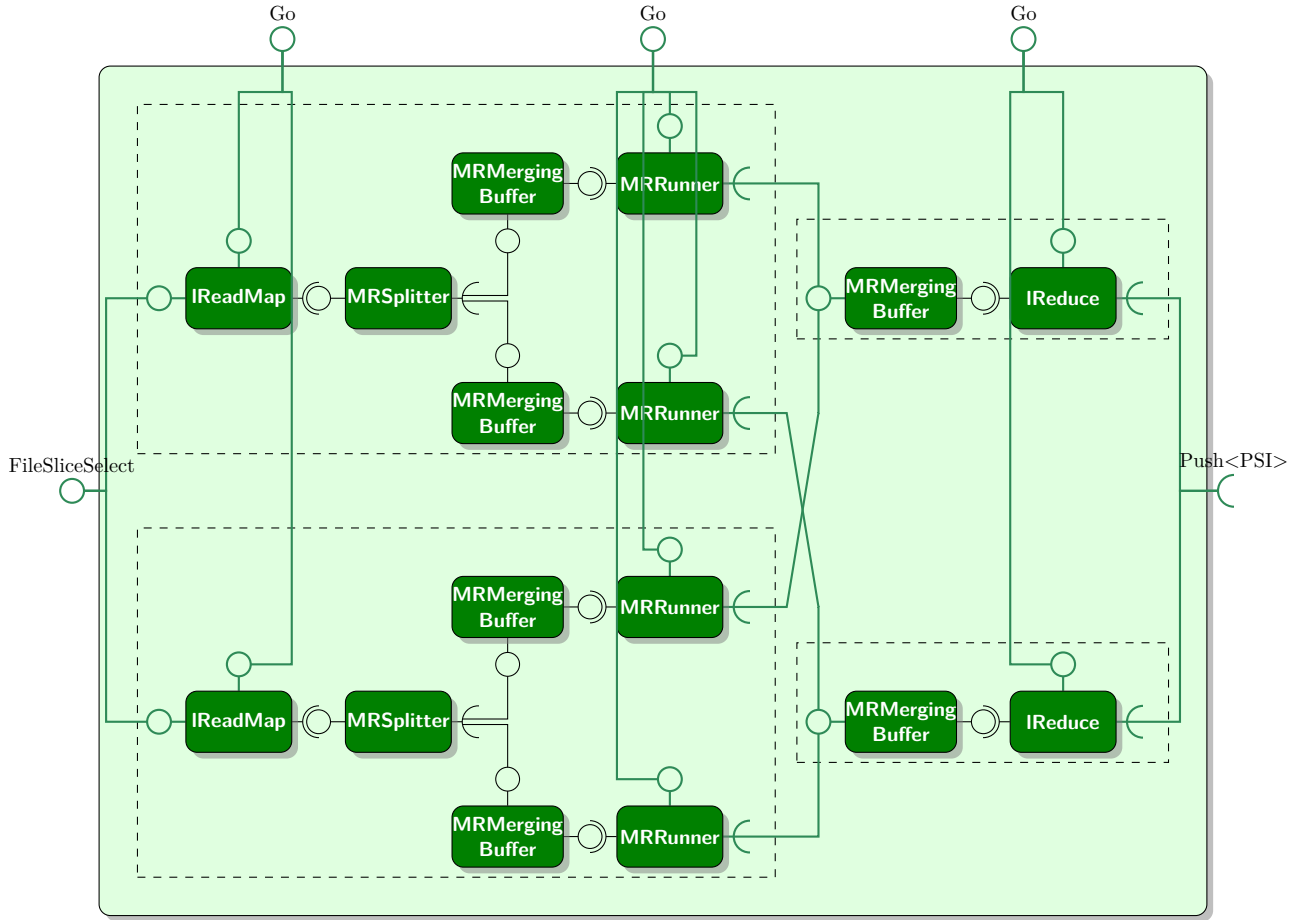 Go
Go
Go
MRMerging
Buffer
MRRunner
IReadMap
MRSplitter
MRMerging
Buffer
IReduce
MRMerging
Buffer
MRRunner
FileSliceSelect
Push<PSI>
MRMerging
Buffer
MRRunner
IReadMap
MRSplitter
MRMerging
Buffer
IReduce
MRMerging
Buffer
MRRunner